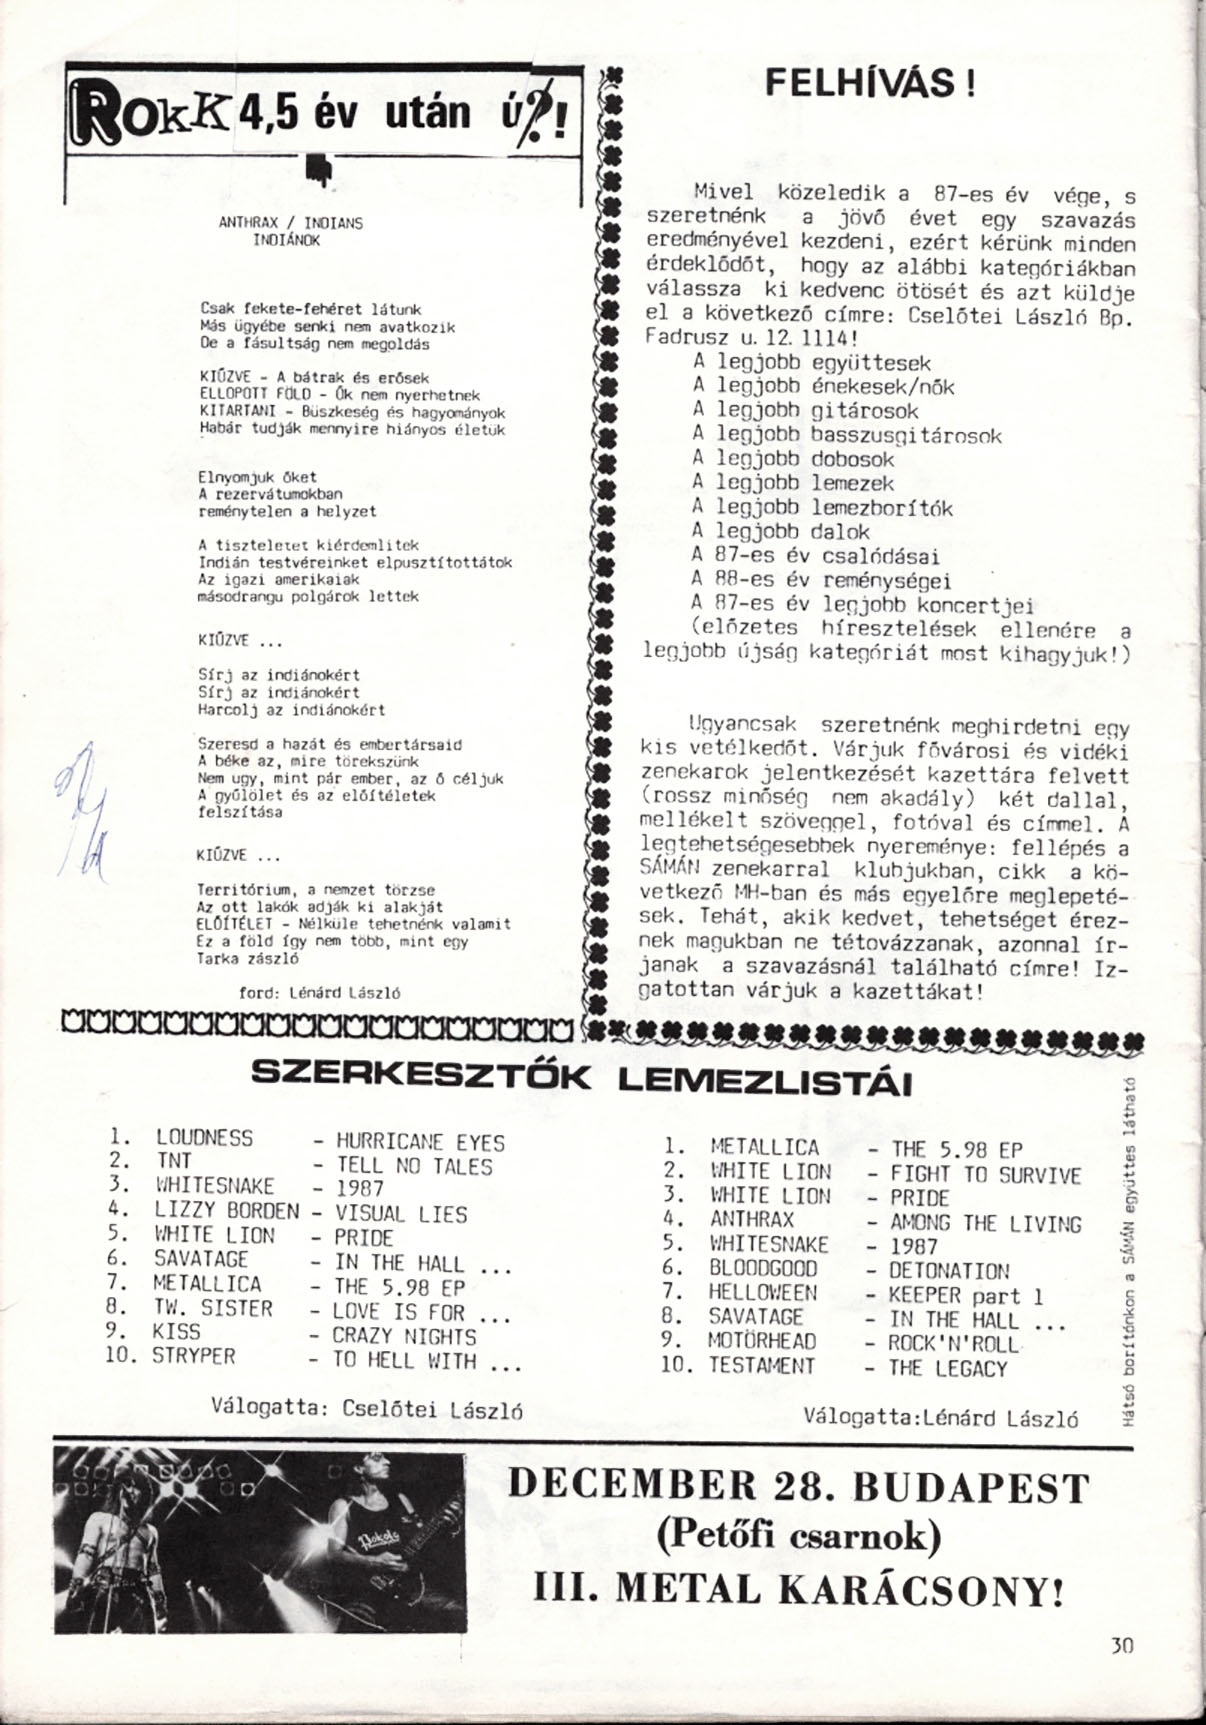 RokK 4,5 év után ú?!
ANTHRAX / INDIANS
INDIÁNOK
Csak fekete-fehéret látunk
Más ügyébe senki nem avatkozik
De a fásultság nem megoldás
KIŰZVE - A bátrak és erősek
ELLOPOTT FÖLD - Ők nem nyerhetnek
KITARTANI - Büszkeség és hagyományok
Habár tudják mennyire hiányos életük
Elnyomjuk őket
A rezervátumokban
reménytelen a helyzet
A tiszteletet kiérdemlitek
Indián testvéreinket elpusztítottátok
Az igazi amerikaiak
másodrangu polgárok lettek
KIŰZVE ...
Sírj az indiánokért
Sírj az indiánokért
Harcolj az indiánokért
Szeresd a hazát és embertársaid
A béke az, mire törekszünk
Nem ugy, mint pár ember, az ő céljuk
A gyűlölet és az előítéletek
felszítása
KIŰZVE ...
Territórium, a nemzet törzse
Az ott lakók adják ki alakját
ELŐÍTÉLET - Nélküle tehetnénk valamit
Ez a föld így nem több, mint egy
Tarka zászló
ford: Lénárd László
FELHÍVÁS !
Mivel közeledik a 87-es év vége, s
szeretnénk a jövő évet egy szavazás
eredményével kezdeni, ezért kérünk minden
érdeklődőt, hogy az alábbi kategóriákban
válassza ki kedvenc ötösét és azt küldje
el a következő címre: Cselőtei László Bp.
Fadrusz u. 12. 1114!
A legjobb együttesek
A legjobb énekesek/nők
A legjobb gitárosok
A legjobb basszusgitárosok
A legjobb dobosok
A legjobb lemezek
A legjobb lemezborítók
A legjobb dalok
A 87-es év csalódásai
A 88-es év reménységei
A 87-es év legjobb koncertjei
(előzetes híresztelések ellenére a
legjobb újság kategóriát most kihagyjuk!)
Ugyancsak szeretnénk meghirdetni egy
kis vetélkedőt. Várjuk fővárosi és vidéki
zenekarok jelentkezését kazettára felvett
(rossz minőség nem akadály) két dallal,
mellékelt szöveggel, fotóval és címmel. A
legtehetségesebbek nyereménye: fellépés a
SÁMÁN zenekarral klubjukban, cikk a kö-
vetkező MH-ban és más egyelőre meglepeté-
sek. Tehát, akik kedvet, tehetséget érez-
nek magukban ne tétovázzanak, azonnal ír-
janak a szavazásnál található címre! Iz-
gatottan várjuk a kazettákat!
SZERKESZTŐK LEMEZLISTÁI
1. LOUDNESS - HURRICANE EYES
2. TNT - TELL NO TALES
3. WHITESNAKE - 1987
4. LIZZY BORDEN - VISUAL LIES
5. WHITE LION - PRIDE
6. SAVATAGE - IN THE HALL ...
7. METALLICA - THE 5.98 EP
8. TW. SISTER - LOVE IS FOR ...
9. KISS - CRAZY NIGHTS
10. STRYPER - TO HELL WITH ...
Válogatta: Cselőtei László
1. METALLICA - THE 5.98 EP
2. WHITE LION - FIGHT TO SURVIVE
3. WHITE LION - PRIDE
4. ANTHRAX - AMONG THE LIVING
5. WHITESNAKE - 1987
6. BLOODGOOD - DETONATION
7. HELLOWEEN - KEEPER part 1
8. SAVATAGE - IN THE HALL ...
9. MOTÖRHEAD - ROCK'N'ROLL
10. TESTAMENT - THE LEGACY
Válogatta:Lénárd László
Hátsó borítónkon a SÁMÁN együttes látható
Pokols
DECEMBER 28. BUDAPEST
(Petőfi csarnok)
III. METAL KARÁCSONY!
30